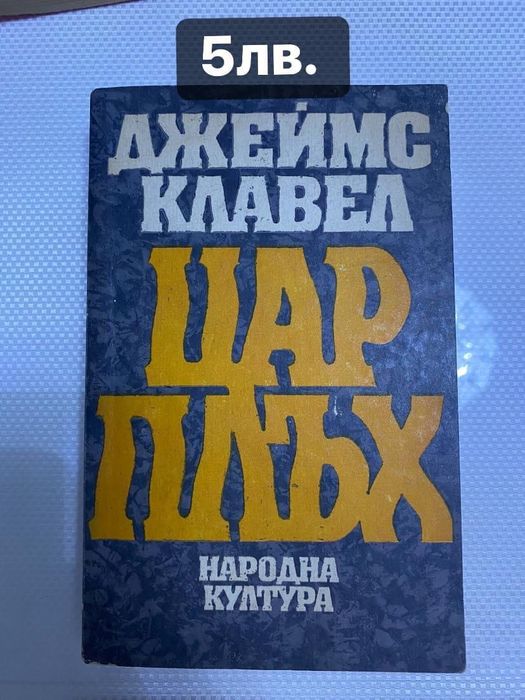 5лв.
ДЖЕЙМС
КЛАВЕЛ
ЦАР
ПЛЪХ
НАРОДНА
КУЛТУРА